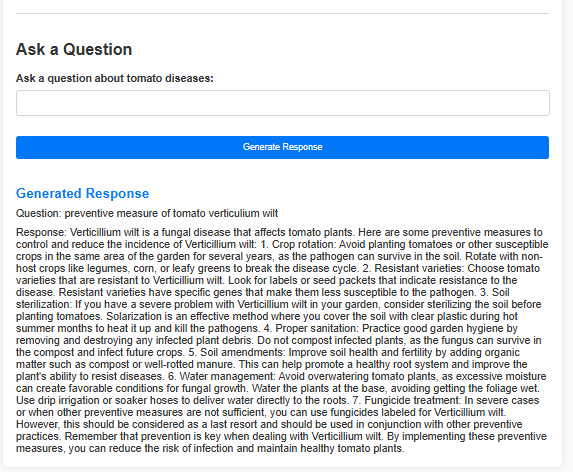 Ask a Question
Ask a question about tomato diseases:
Generate Response
Generated Response
Question: preventive measure of tomato verticulium wilt
Response: Verticillium wilt is a fungal disease that affects tomato plants. Here are some preventive measures to
control and reduce the incidence of Verticillium wilt: 1. Crop rotation: Avoid planting tomatoes or other susceptible
crops in the same area of the garden for several years, as the pathogen can survive in the soil. Rotate with non-
host crops like legumes, corn, or leafy greens to break the disease cycle. 2. Resistant varieties: Choose tomato
varieties that are resistant to Verticillium wilt. Look for labels or seed packets that indicate resistance to the
disease. Resistant varieties have specific genes that make them less susceptible to the pathogen. 3. Soil
sterilization: If you have a severe problem with Verticillium wilt in your garden, consider sterilizing the soil before
planting tomatoes. Solarization is an effective method where you cover the soil with clear plastic during hot
summer months to heat it up and kill the pathogens. 4. Proper sanitation: Practice good garden hygiene by
removing and destroying any infected plant debris. Do not compost infected plants, as the fungus can survive in
the compost and infect future crops. 5. Soil amendments: Improve soil health and fertility by adding organic
matter such as compost or well-rotted manure. This can help promote a healthy root system and improve the
plant's ability to resist diseases. 6. Water management: Avoid overwatering tomato plants, as excessive moisture
can create favorable conditions for fungal growth. Water the plants at the base, avoiding getting the foliage wet.
Use drip irrigation or soaker hoses to deliver water directly to the roots. 7. Fungicide treatment: In severe cases
or when other preventive measures are not sufficient, you can use fungicides labeled for Verticillium wilt.
However, this should be considered as a last resort and should be used in conjunction with other preventive
practices. Remember that prevention is key when dealing with Verticillium wilt. By implementing these preventive
measures, you can reduce the risk of infection and maintain healthy tomato plants.